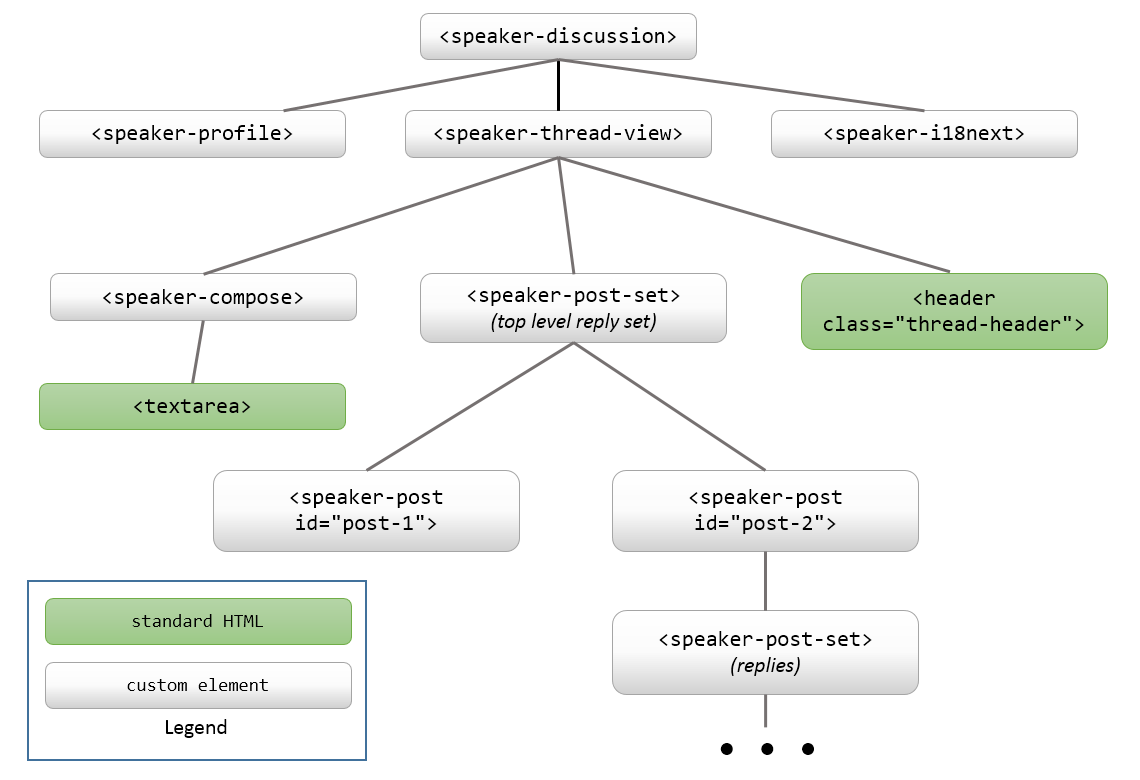 <speaker-discussion>
<speaker-profile>
<speaker-thread-view>
<speaker-i18next>
<speaker-compose>
<speaker-post-set>
(top level reply set)
<header
class="thread-header">
<textarea>
<speaker-post
id="post-1">
<speaker-post
id="post-2">
<speaker-post-set>
(replies)
standard HTML
custom element
Legend